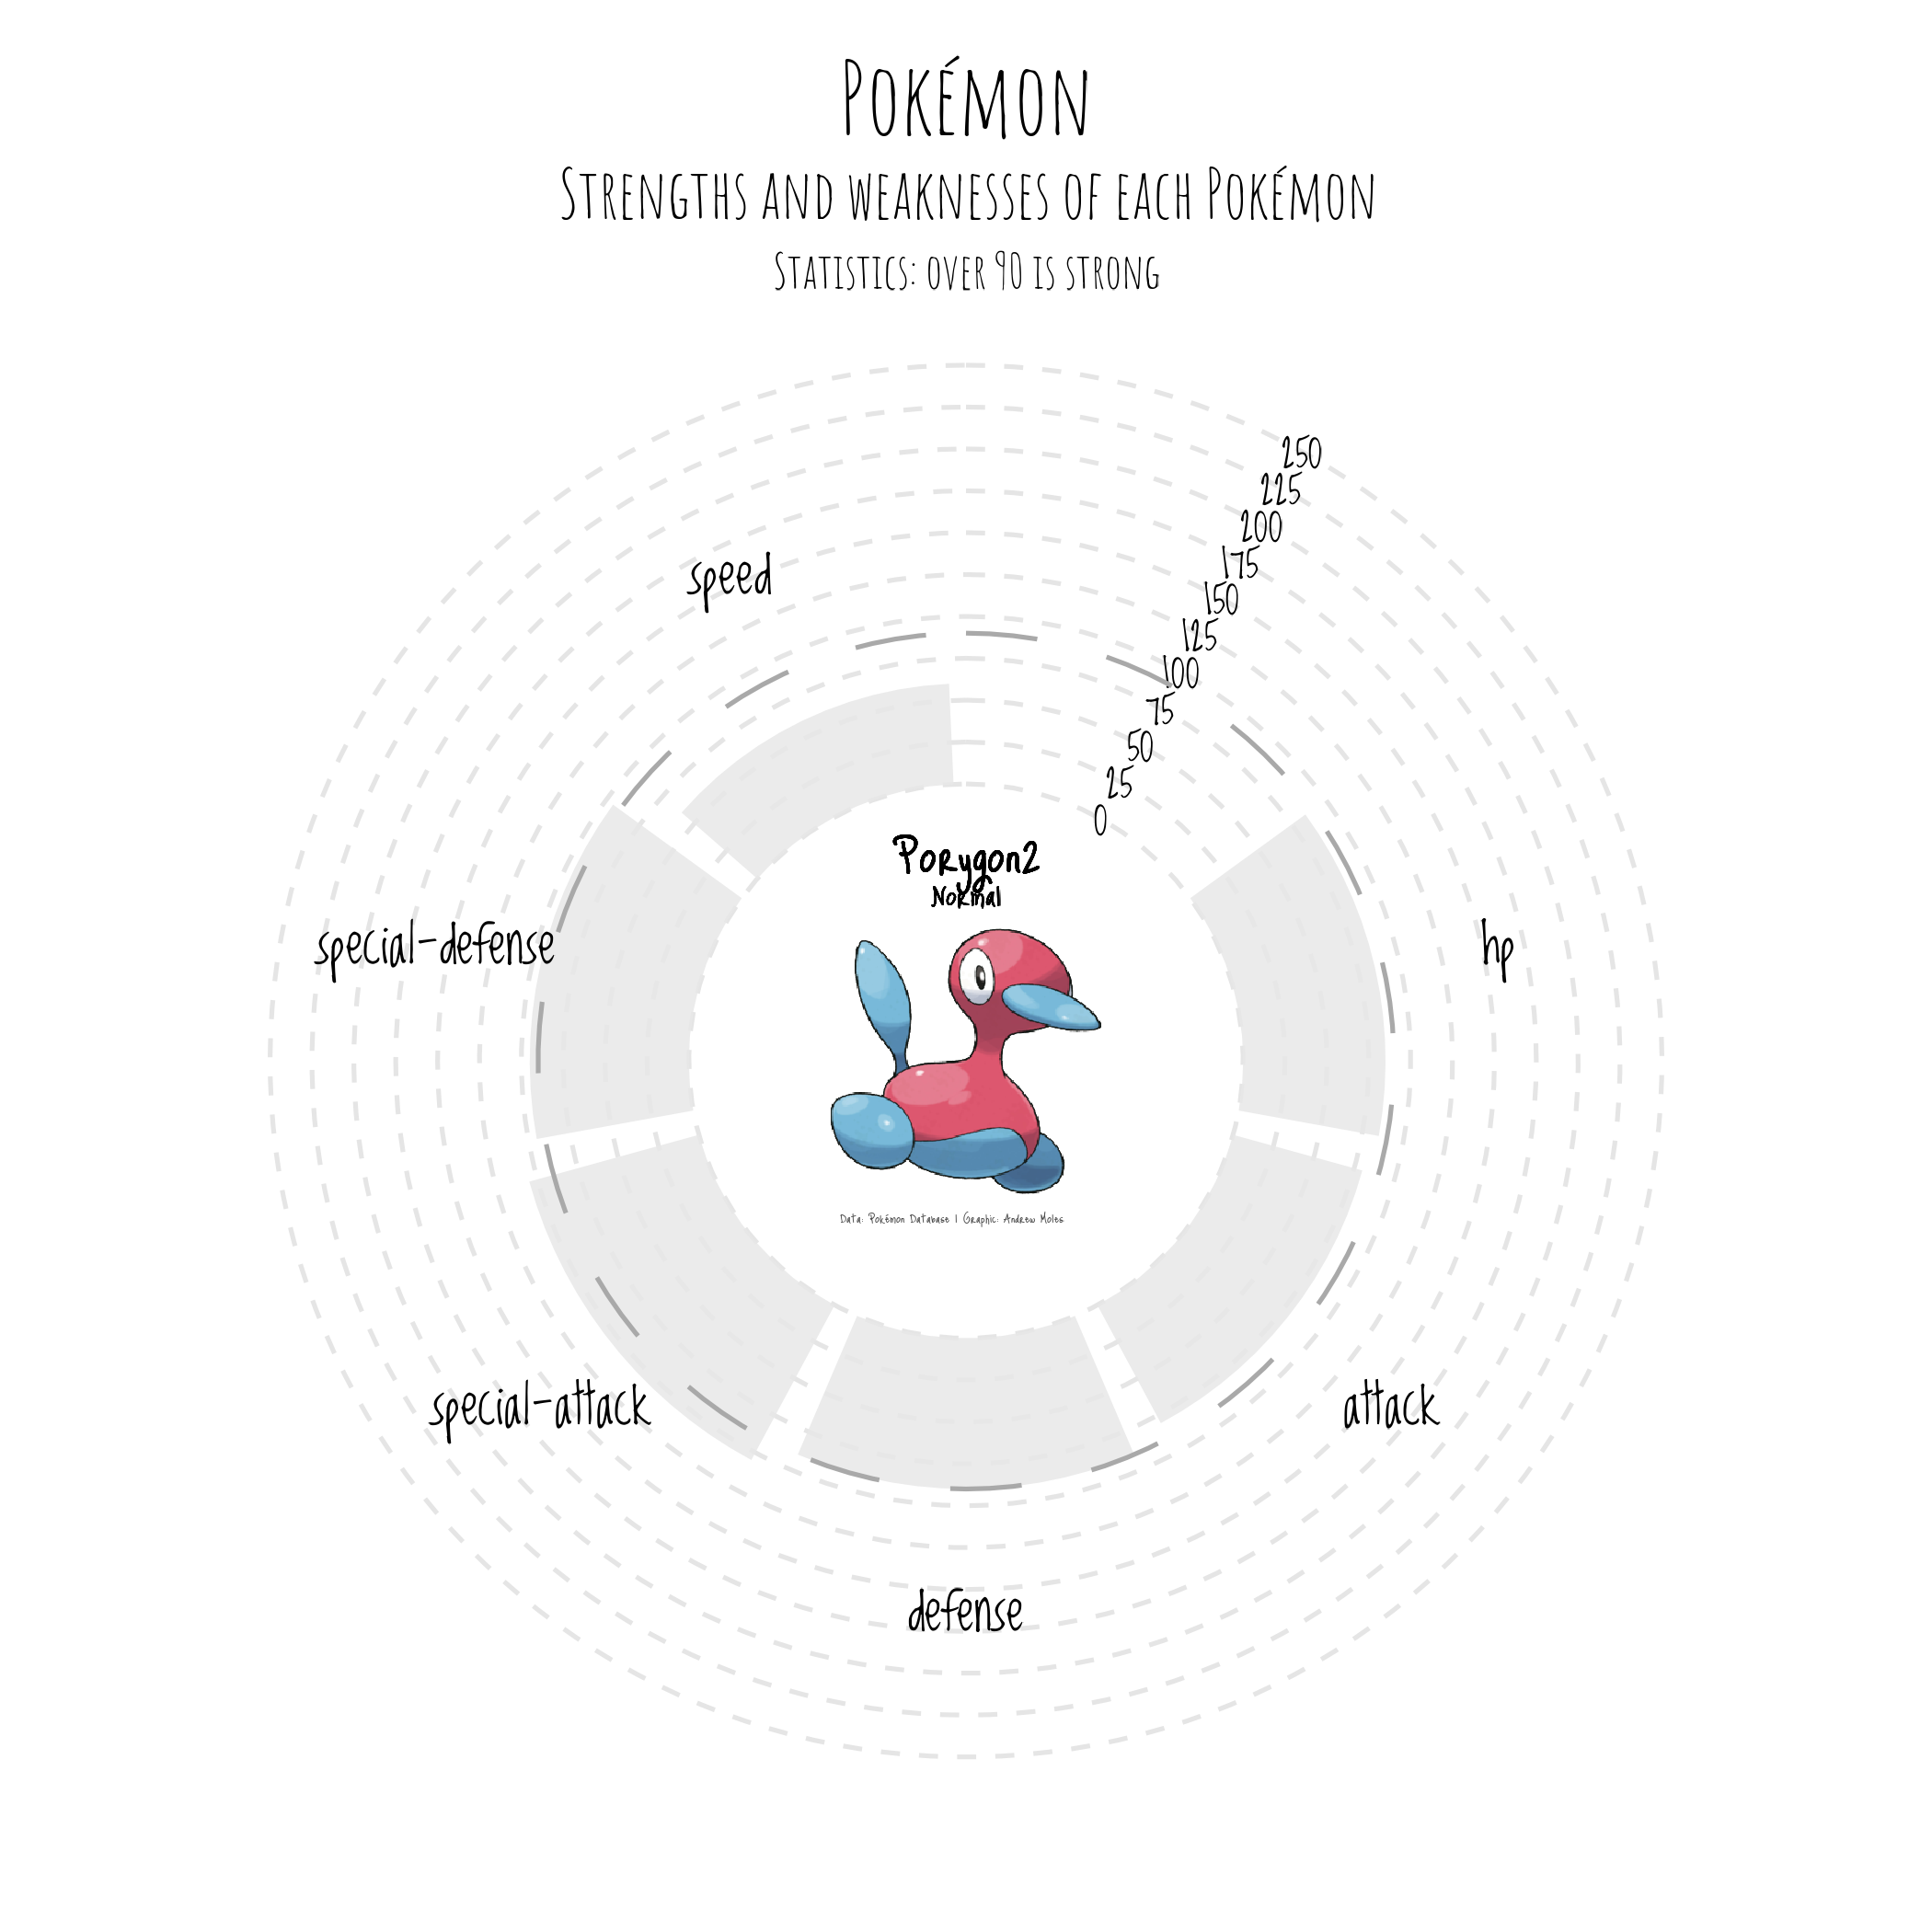 Pokémon
Strengths and weaknesses of each Pokémon
Statistics: over 90 is strong
250
225
200
175
150
125
100
75
50
25
0
speed
Porygon2
Normal
special-defense
hp
Data: Pokémon Database | Graphic: Andrew Moles
special-attack
attack
defense